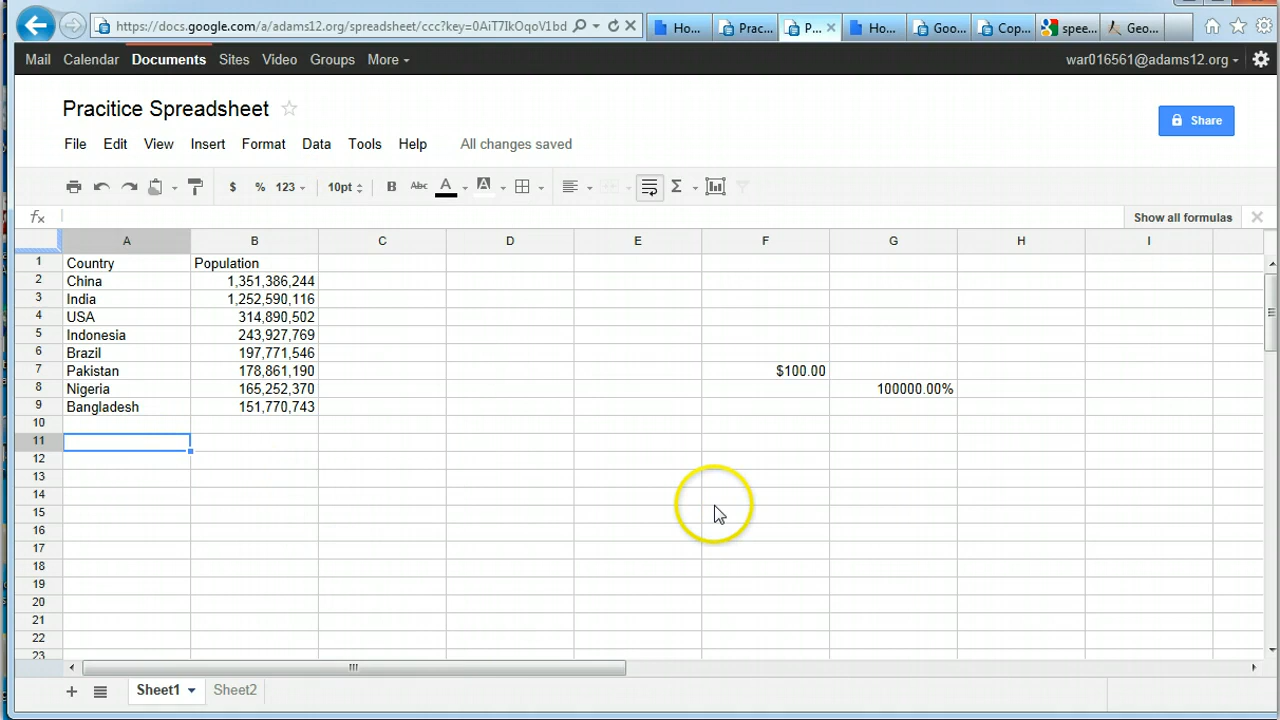 https://docs.google.com/a/adams12.org/spreadsheet/ccc?key=0AiT7IkOqoV1bd
Ho... Prac... P... Ho... Goo... Cop... spee... Geo...
Mail Calendar Documents Sites Video Groups More war016561@adams12.org
Pracitice Spreadsheet
Share
File Edit View Insert Format Data Tools Help All changes saved
$ % 123 10pt B Abc A A Σ
fx Show all formulas
A B C D E F G H I
1 Country Population
2 China 1,351,386,244
3 India 1,252,590,116
4 USA 314,890,502
5 Indonesia 243,927,769
6 Brazil 197,771,546
7 Pakistan 178,861,190 $100.00
8 Nigeria 165,252,370 100000.00%
9 Bangladesh 151,770,743
10
11
12
13
14
15
16
17
18
19
20
21
22
23
Sheet1 Sheet2